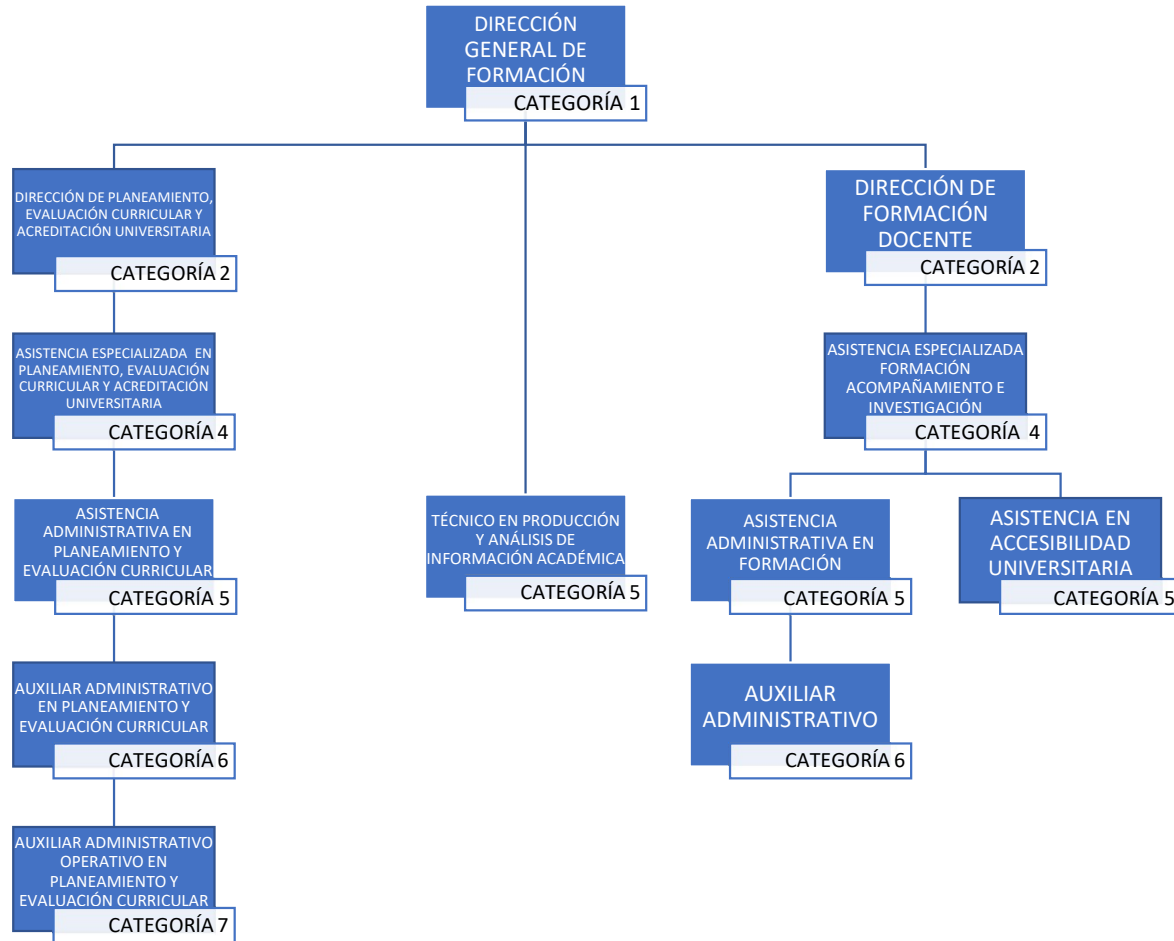 DIRECCIÓN
GENERAL DE
FORMACIÓN
CATEGORÍA 1
DIRECCIÓN DE PLANEAMIENTO,
EVALUACIÓN CURRICULAR Y
ACREDITACIÓN UNIVERSITARIA
CATEGORÍA 2
ASISTENCIA ESPECIALIZADA EN
PLANEAMIENTO, EVALUACIÓN
CURRICULAR Y ACREDITACIÓN
UNIVERSITARIA
CATEGORÍA 4
ASISTENCIA
ADMINISTRATIVA EN
PLANEAMIENTO Y
EVALUACIÓN CURRICULAR
CATEGORÍA 5
AUXILIAR ADMINISTRATIVO
EN PLANEAMIENTO Y
EVALUACIÓN CURRICULAR
CATEGORÍA 6
AUXILIAR ADMINISTRATIVO
OPERATIVO EN
PLANEAMIENTO Y
EVALUACIÓN CURRICULAR
CATEGORÍA 7
TÉCNICO EN PRODUCCIÓN
Y ANÁLISIS DE
INFORMACIÓN ACADÉMICA
CATEGORÍA 5
DIRECCIÓN DE
FORMACIÓN
DOCENTE
CATEGORÍA 2
ASISTENCIA ESPECIALIZADA
FORMACIÓN
ACOMPAÑAMIENTO E
INVESTIGACIÓN
CATEGORÍA 4
ASISTENCIA
ADMINISTRATIVA EN
FORMACIÓN
CATEGORÍA 5
AUXILIAR
ADMINISTRATIVO
CATEGORÍA 6
ASISTENCIA EN
ACCESIBILIDAD
UNIVERSITARIA
CATEGORÍA 5